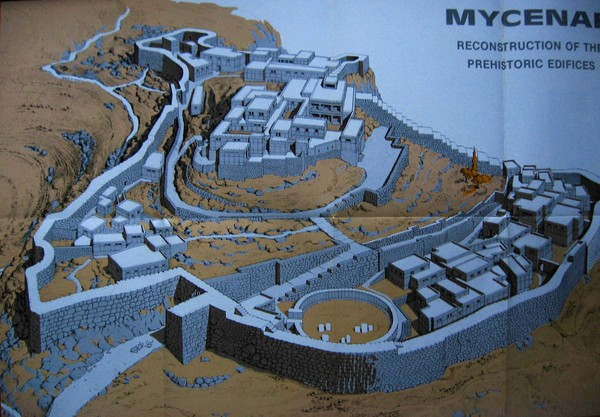 MYCENAE
RECONSTRUCTION OF THE
PREHISTORIC EDIFICES